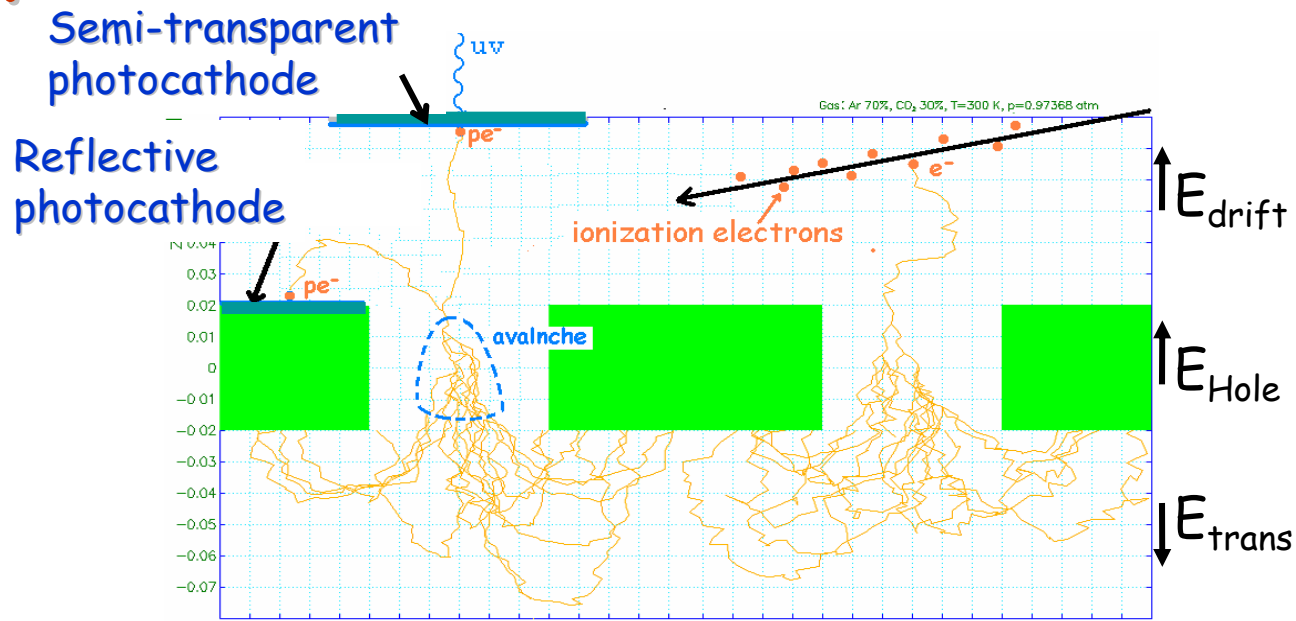 Semi-transparent
photocathode
uv
Gas: Ar 70%, CO₂ 30%, T=300 K, p=0.97368 atm
pe-
Reflective
photocathode
e-
Edrift
ionization electrons
0.04
0.03
pe-
0.02
0.01
avalnche
0
EHole
-0.01
-0.02
-0.03
-0.04
-0.05
Etrans
-0.06
-0.07